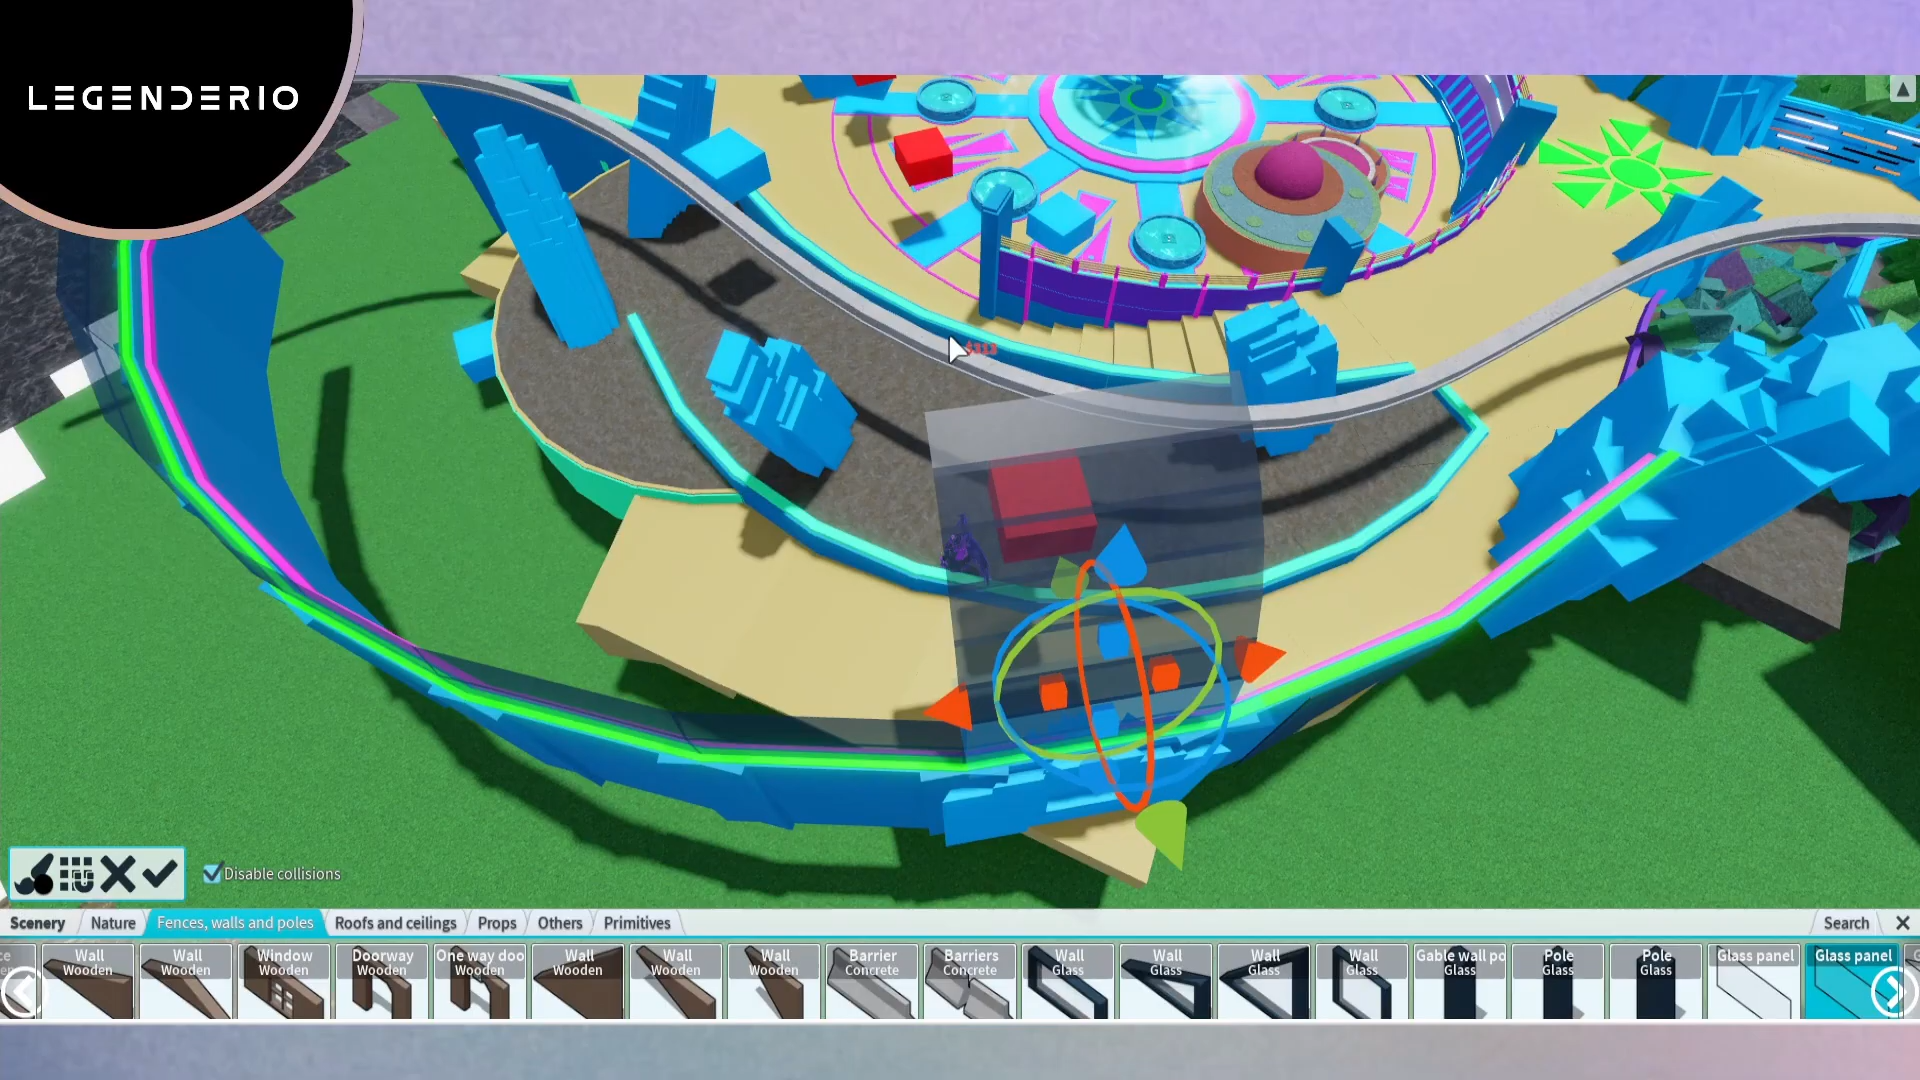 LEGENDERIO
$313
Disable collisions
Scenery Nature Fences, walls and poles Roofs and ceilings Props Others Primitives Search
Wall Wooden
Wall Wooden
Window Wooden
Doorway Wooden
One way doo Wooden
Wall Wooden
Wall Wooden
Wall Wooden
Barrier Concrete
Barriers Concrete
Wall Glass
Wall Glass
Wall Glass
Wall Glass
Gable wall po Glass
Pole Glass
Pole Glass
Glass panel
Glass panel